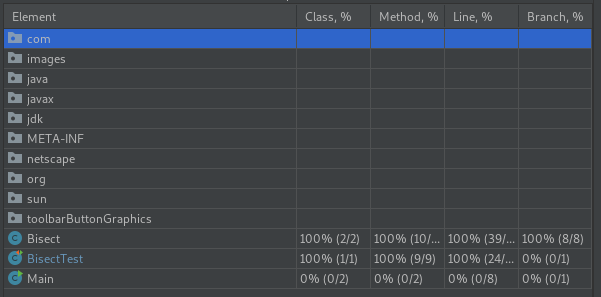 Element Class, % Method, % Line, % Branch, %
com
images
java
javax
jdk
META-INF
netscape
org
sun
toolbarButtonGraphics
Bisect 100% (2/2) 100% (10/... 100% (39/... 100% (8/8)
BisectTest 100% (1/1) 100% (9/9) 100% (24/... 0% (0/1)
Main 0% (0/2) 0% (0/2) 0% (0/8) 0% (0/1)